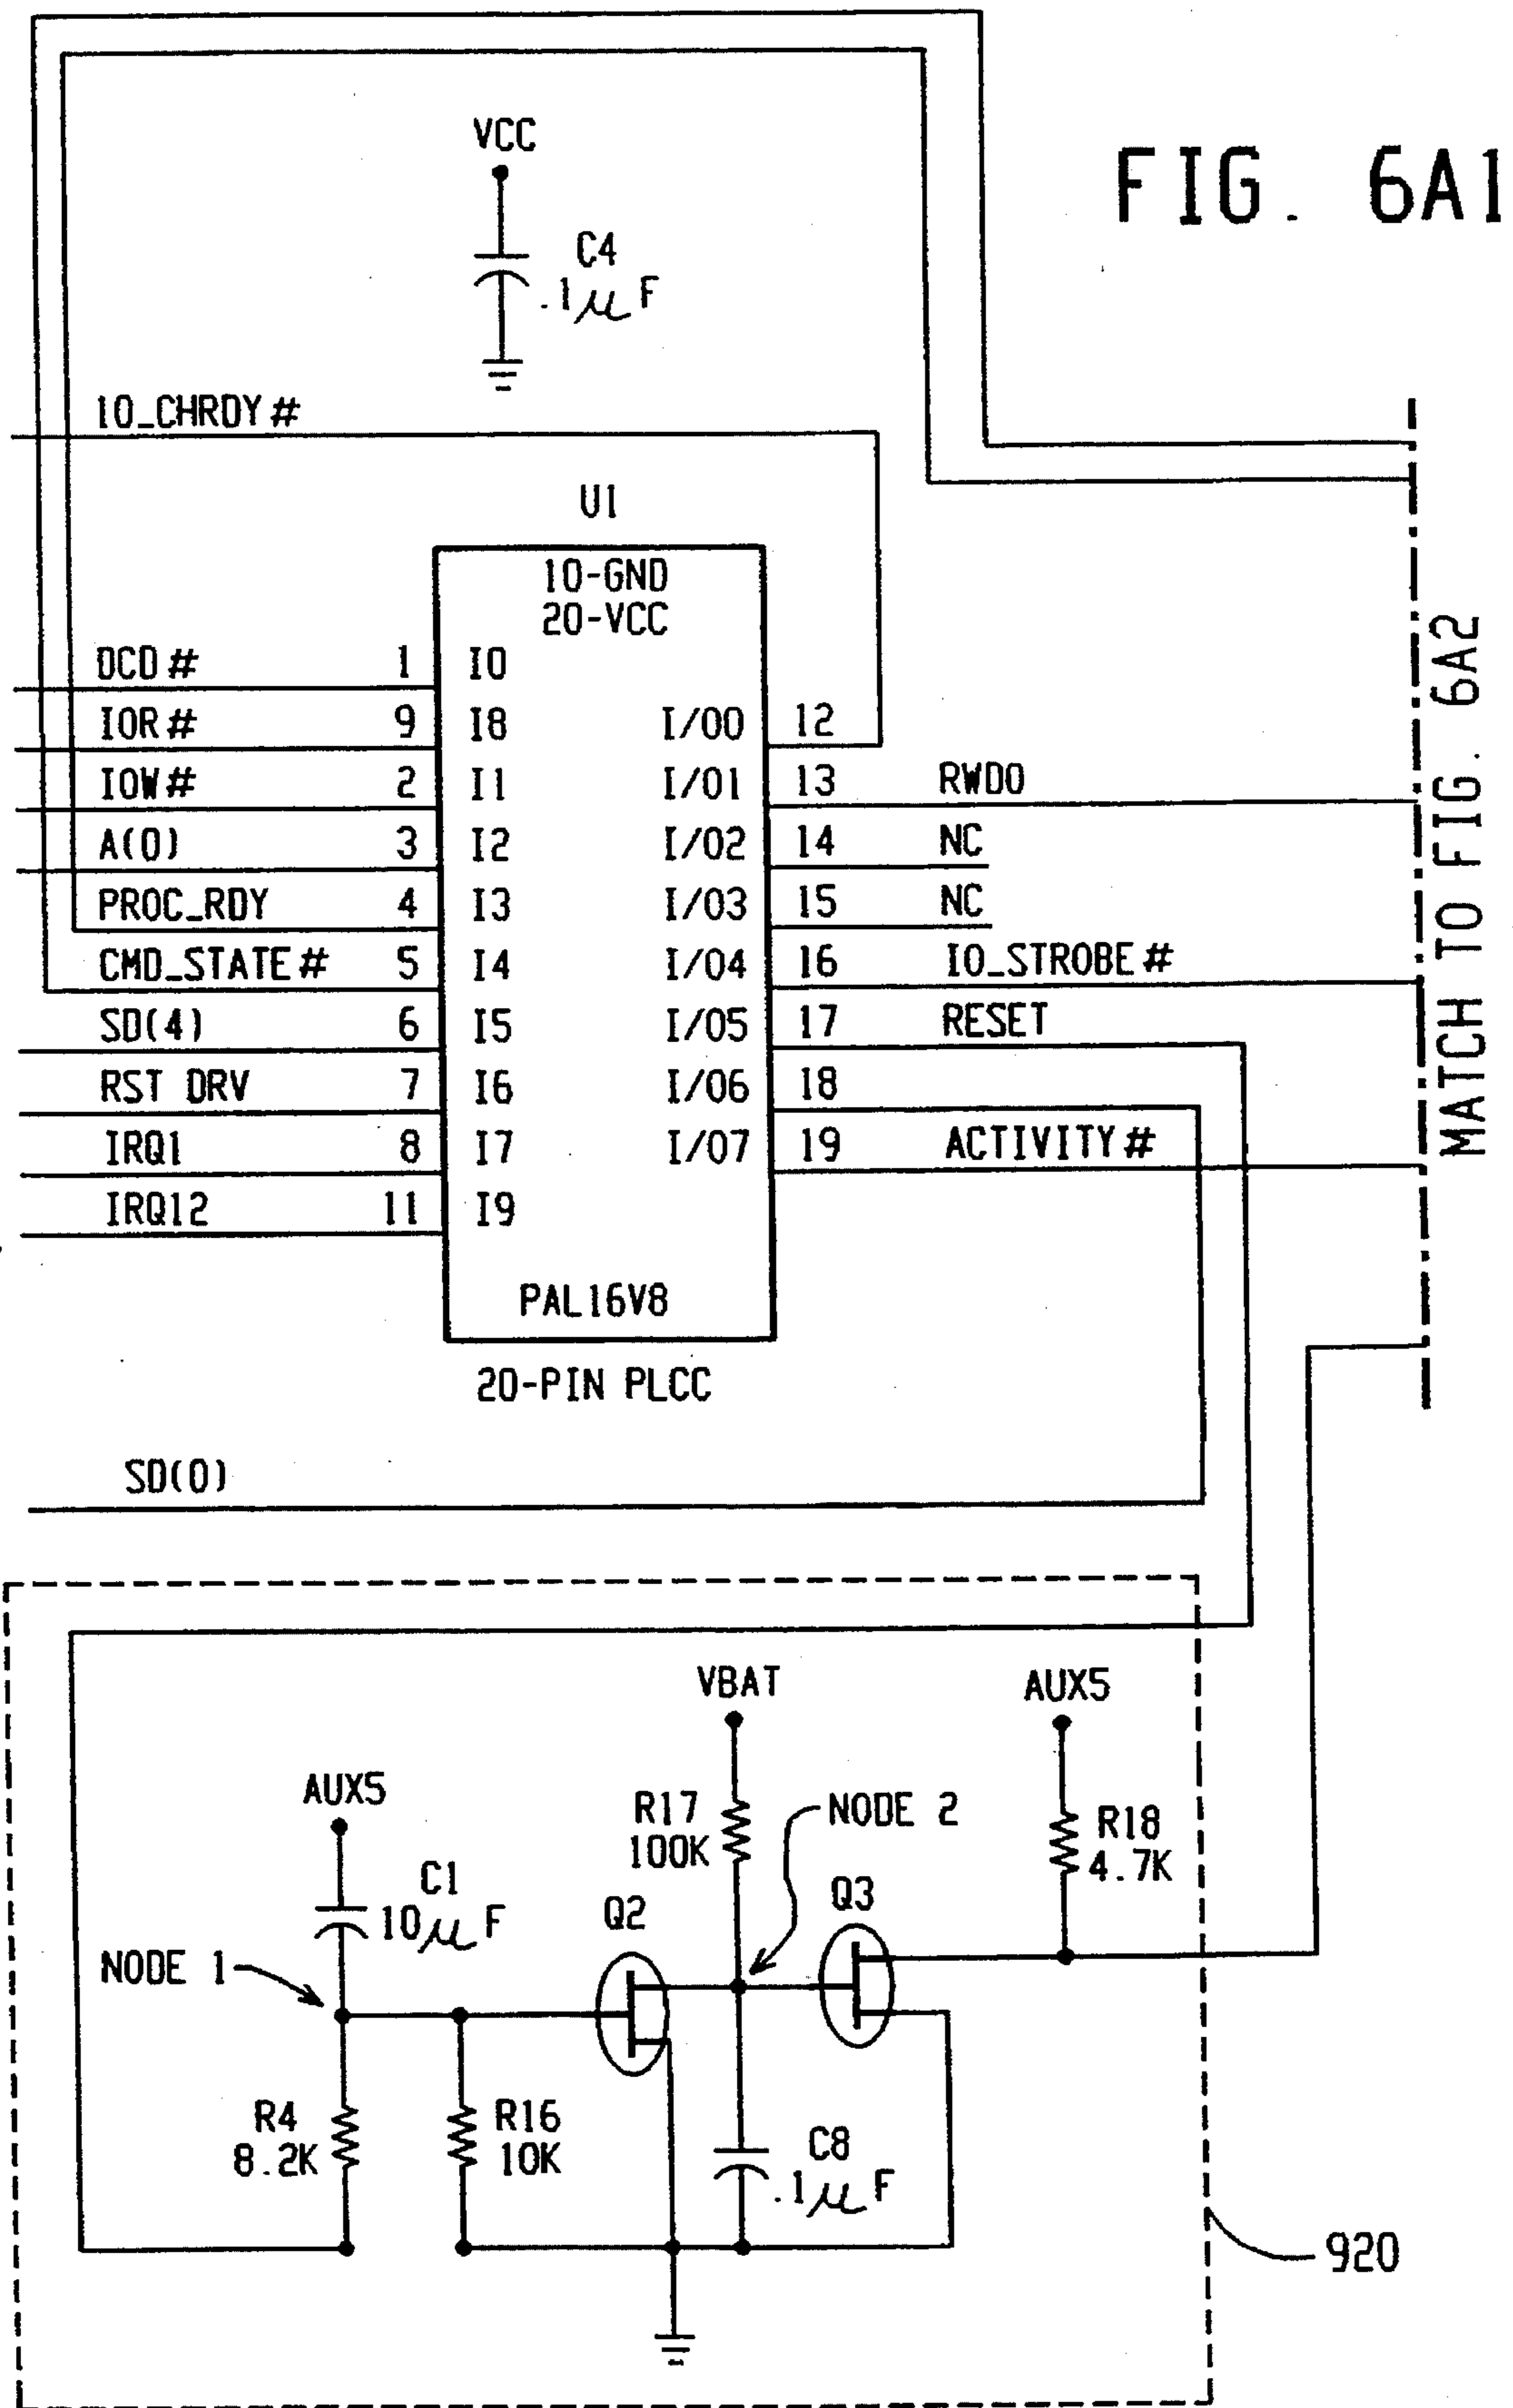 FIG. 6A1
VCC
C4
.1μF
IO_CHRDY#
U1
10-GND
20-VCC
DCD# 1 I0
IOR# 9 I8 I/O0 12
IOW# 2 I1 I/O1 13 RWD0
A(0) 3 I2 I/O2 14 NC
PROC_RDY 4 I3 I/O3 15 NC
CMD_STATE# 5 I4 I/O4 16 IO_STROBE#
SD(4) 6 I5 I/O5 17 RESET
RST DRV 7 I6 I/O6 18
IRQ1 8 I7 I/O7 19 ACTIVITY#
IRQ12 11 I9
PAL16V8
20-PIN PLCC
MATCH TO FIG. 6A2
SD(0)
VBAT
AUX5
AUX5
R17
100K
NODE 2
R18
4.7K
C1
10μF
Q2
Q3
NODE 1
R4
8.2K
R16
10K
C8
.1μF
920